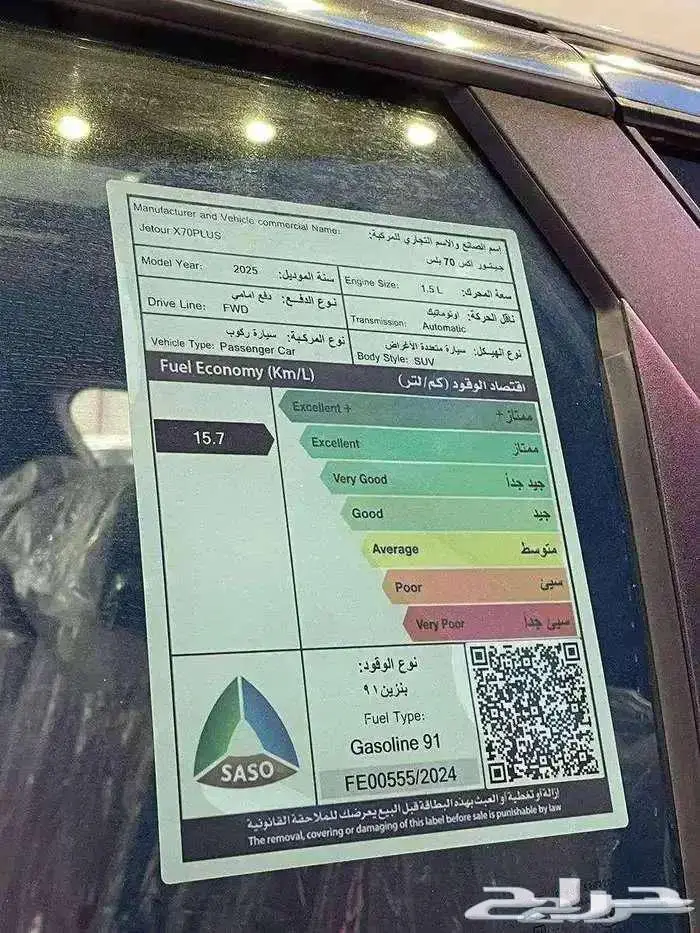 Manufacturer and Vehicle commercial Name:
إسم الصانع والاسم التجاري للمركبة:
Jetour X70PLUS
جيتور اكس 70 بلس
Model Year: 2025 سنة الموديل:
Engine Size: 1.5 L سعة المحرك:
Drive Line: نوع الدفع: دفع امامي
FWD
Transmission: ناقل الحركة: اوتوماتيك
Automatic
نوع المركبة: سيارة ركوب
Vehicle Type: Passenger Car
نوع الهيكل: سيارة متعددة الأغراض
Body Style: SUV
Fuel Economy (Km/L) اقتصاد الوقود (كم/لتر)
Excellent + ممتاز +
15.7
Excellent ممتاز
Very Good جيد جداً
Good جيد
Average متوسط
Poor سيئ
Very Poor سيئ جداً
نوع الوقود:
بنزين ٩١
Fuel Type:
Gasoline 91
SASO
FE00555/2024
إزالة أو تغطية أو العبث بهذه البطاقة قبل البيع يعرضك للملاحقة القانونية
The removal, covering or damaging of this label before sale is punishable by law
حراج